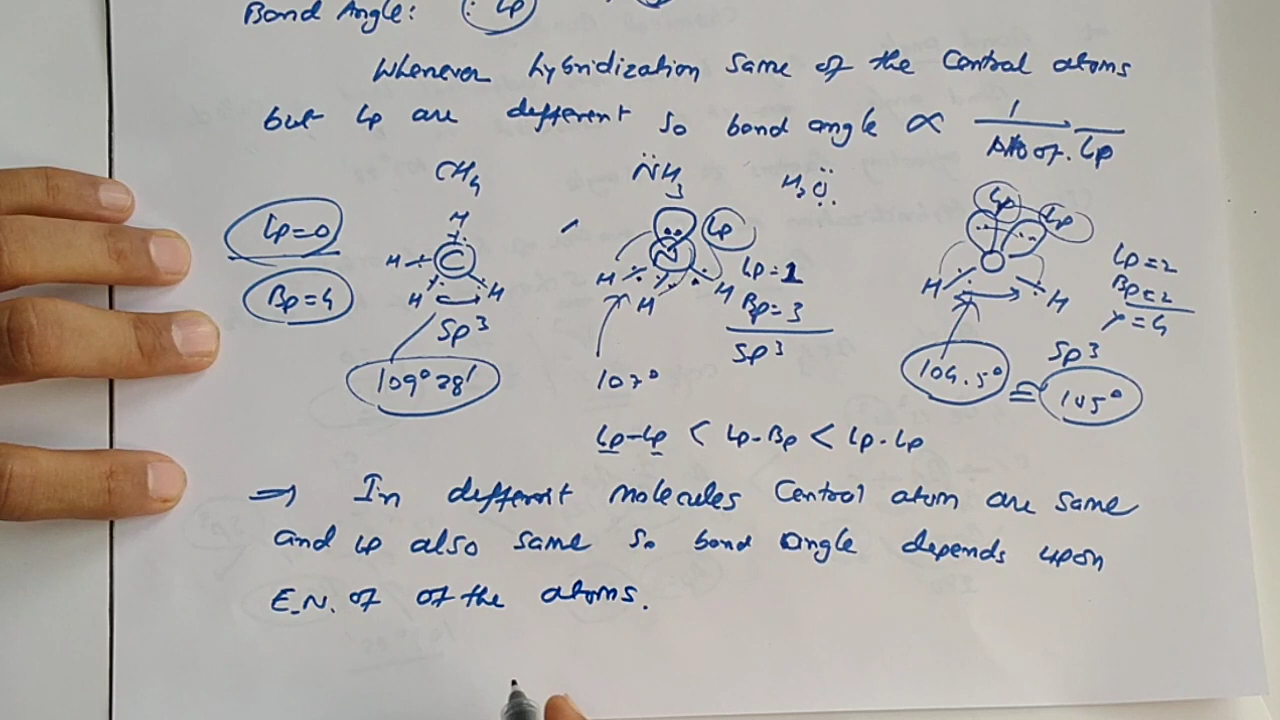 Bond Angle: : Lp
Whenever hybridization same of the Central atoms
but Lp are different so bond angle ∝ 1 / No of. Lp
CH4 N̈H3 H2Ö:
Lp=0 Bp=4 H H C H H sp3 109°28'
Lp N H H H Lp=1 Bp=3 sp3 107°
Lp Lp O H H Lp=2 Bp=2 γ=4 sp3 104.5° ≅ 105°
Lp-Lp < Lp-Bp < Lp-Lp
⇒ In different molecules Central atom are same
and Lp also same so bond Angle depends upon
E.N. of of the atoms.